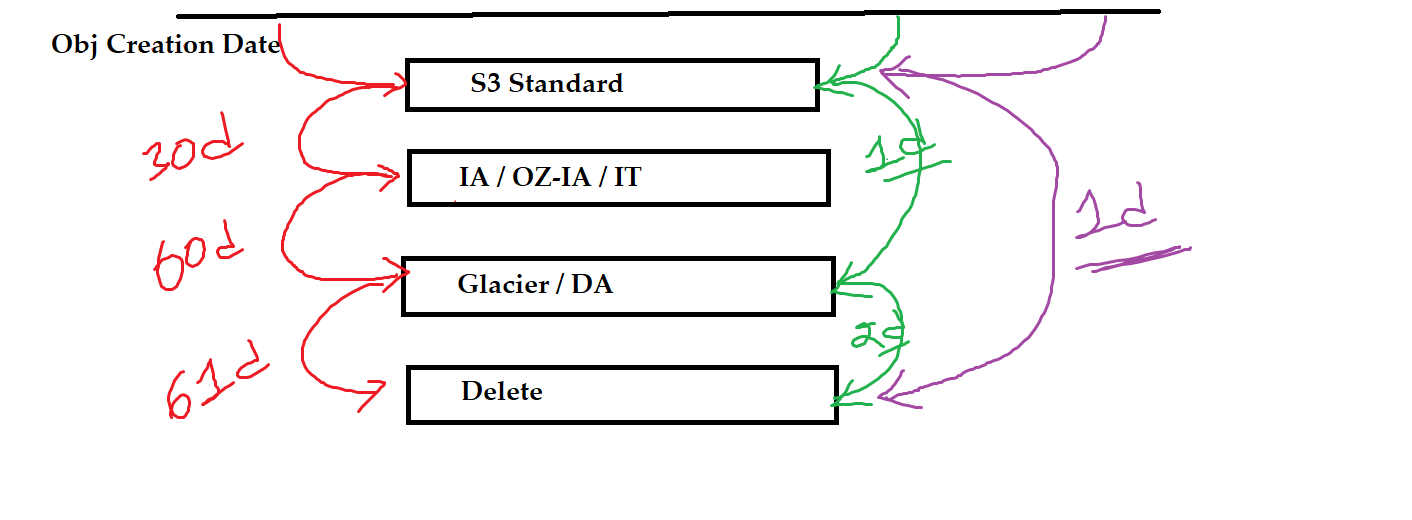 Obj Creation Date
S3 Standard
30d
1d
IA / OZ-IA / IT
1d
60d
Glacier / DA
2d
61d
Delete